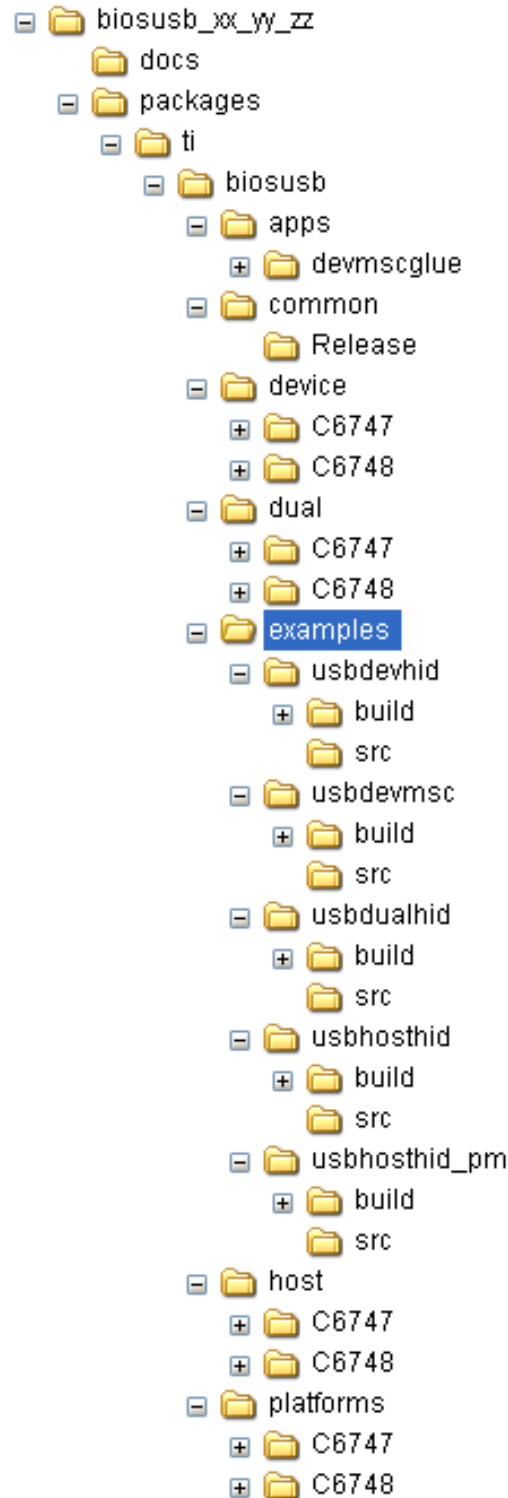 biosusb_xx_yy_zz
docs
packages
ti
biosusb
apps
devmscglue
common
Release
device
C6747
C6748
dual
C6747
C6748
examples
usbdevhid
build
src
usbdevmsc
build
src
usbdualhid
build
src
usbhosthid
build
src
usbhosthid_pm
build
src
host
C6747
C6748
platforms
C6747
C6748